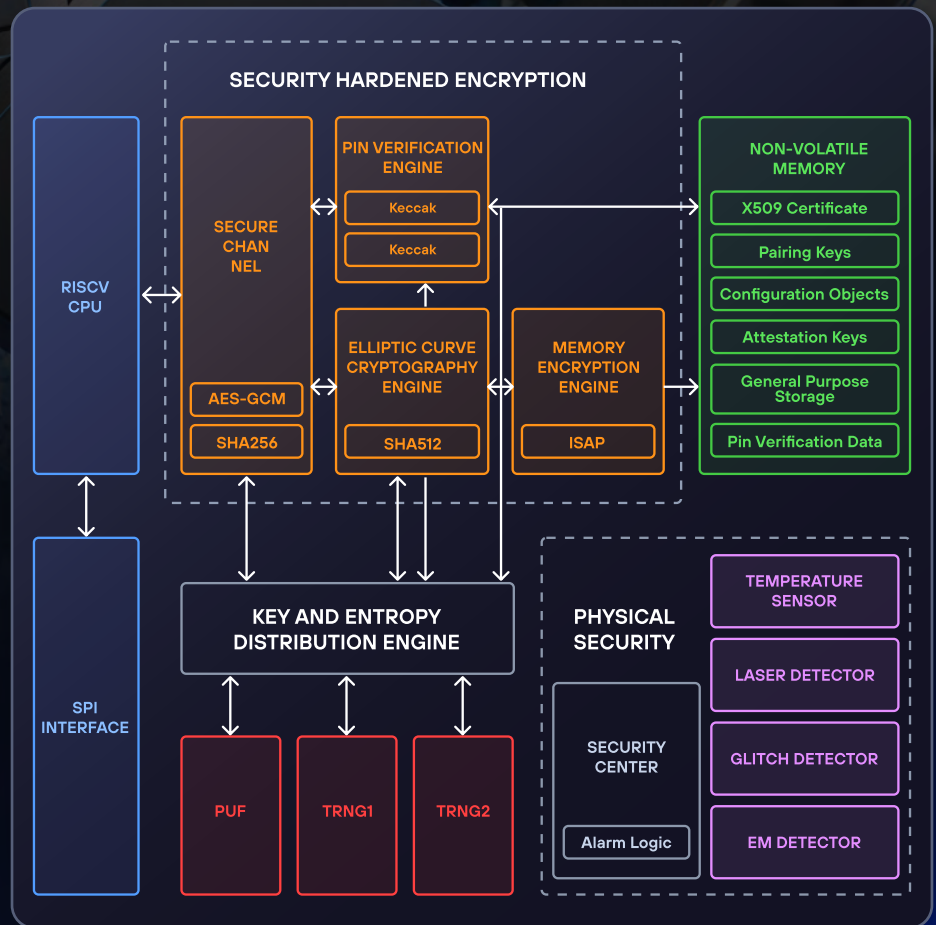 SECURITY HARDENED ENCRYPTION
RISCV
CPU
SECURE
CHAN
NEL
AES-GCM
SHA256
PIN VERIFICATION
ENGINE
Keccak
Keccak
ELLIPTIC CURVE
CRYPTOGRAPHY
ENGINE
SHA512
MEMORY
ENCRYPTION
ENGINE
ISAP
NON-VOLATILE
MEMORY
X509 Certificate
Pairing Keys
Configuration Objects
Attestation Keys
General Purpose
Storage
Pin Verification Data
SPI
INTERFACE
KEY AND ENTROPY
DISTRIBUTION ENGINE
PUF
TRNG1
TRNG2
PHYSICAL
SECURITY
SECURITY
CENTER
Alarm Logic
TEMPERATURE
SENSOR
LASER DETECTOR
GLITCH DETECTOR
EM DETECTOR